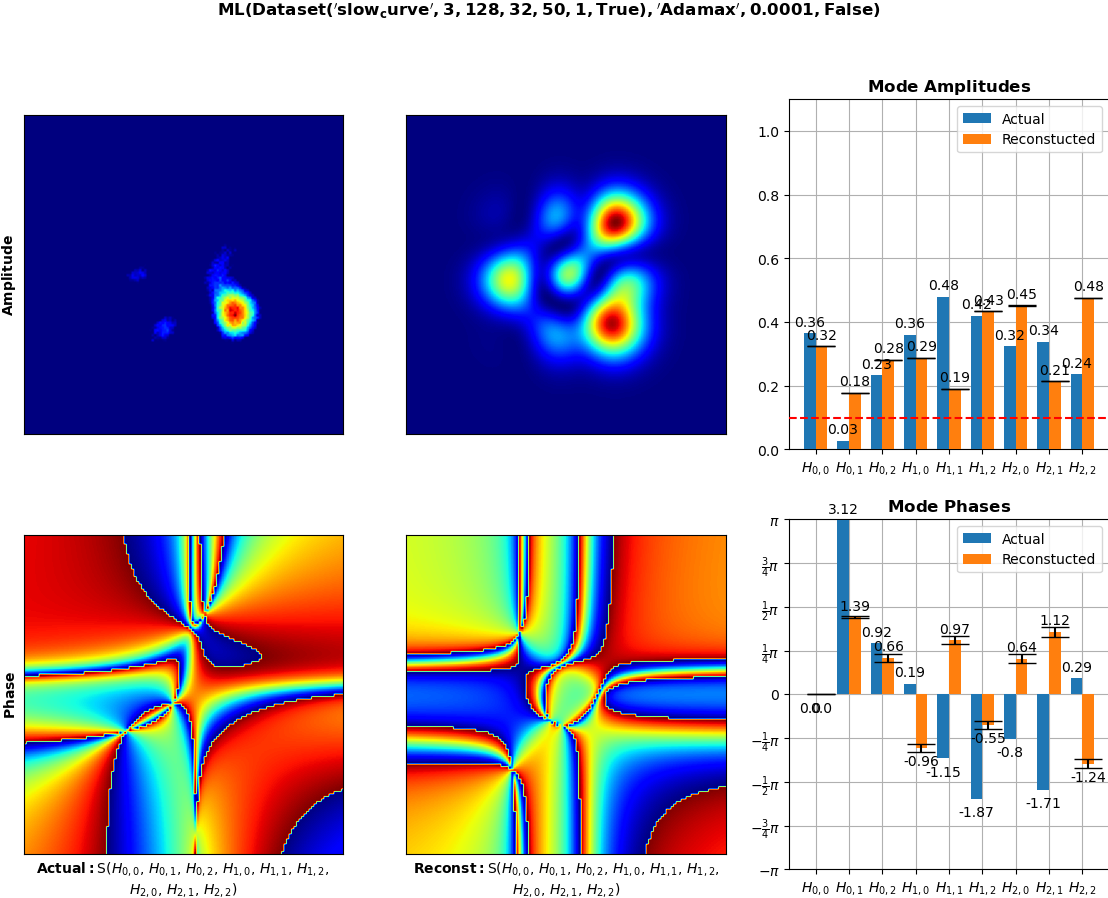 ML(Dataset('slow_curve', 3, 128, 32, 50, 1, True), 'Adamax', 0.0001, False)
Amplitude
Mode Amplitudes
Actual
Reconstucted
1.0
0.8
0.6
0.4
0.2
0.0
0.36
0.32
0.03
0.18
0.23
0.28
0.36
0.29
0.48
0.19
0.42
0.43
0.32
0.45
0.34
0.21
0.24
0.48
H0,0 H0,1 H0,2 H1,0 H1,1 H1,2 H2,0 H2,1 H2,2
Phase
Actual: S(H0,0, H0,1, H0,2, H1,0, H1,1, H1,2,
H2,0, H2,1, H2,2)
Reconst: S(H0,0, H0,1, H0,2, H1,0, H1,1, H1,2,
H2,0, H2,1, H2,2)
Mode Phases
Actual
Reconstucted
π
3/4π
1/2π
1/4π
0
−1/4π
−1/2π
−3/4π
−π
0.0
0.0
3.12
1.39
0.92
0.66
0.19
-0.96
-1.15
0.97
-1.87
-0.55
-0.8
0.64
-1.71
1.12
0.29
-1.24
H0,0 H0,1 H0,2 H1,0 H1,1 H1,2 H2,0 H2,1 H2,2